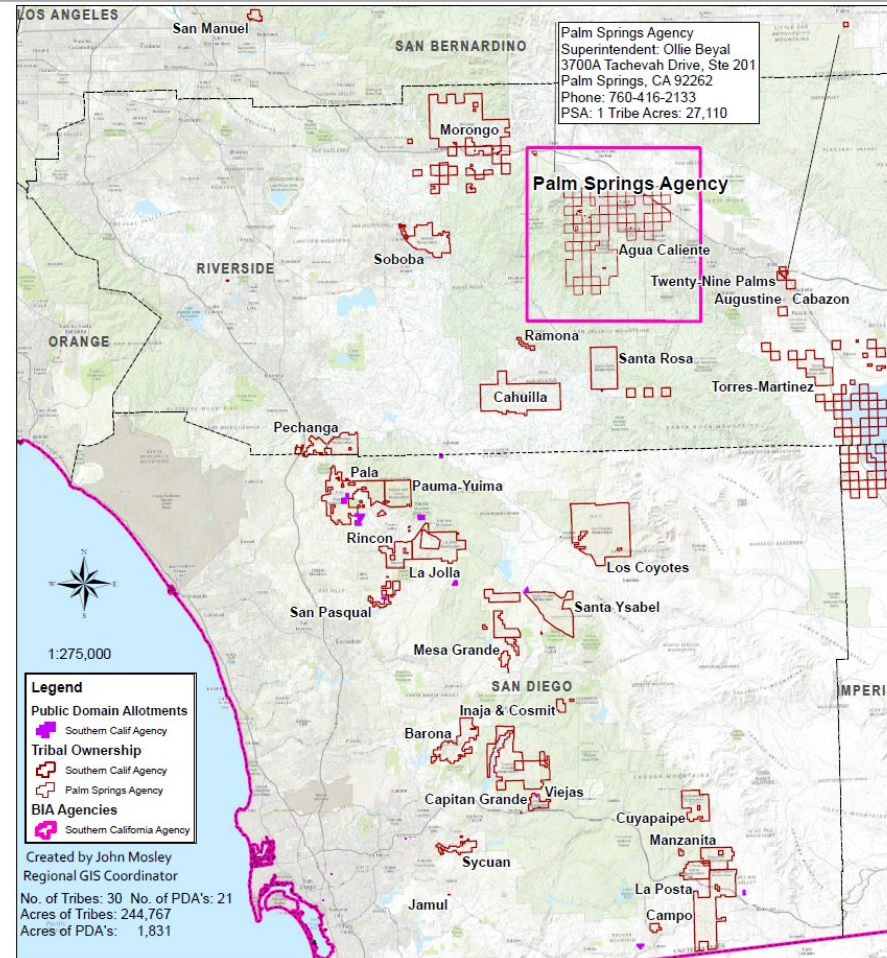 LOS ANGELES
San Manuel
SAN BERNARDINO
Palm Springs Agency
Superintendent: Ollie Beyal
3700A Tachevah Drive, Ste 201
Palm Springs, CA 92262
Phone: 760-416-2133
PSA: 1 Tribe Acres: 27,110
Morongo
Palm Springs Agency
Agua Caliente
Soboba
RIVERSIDE
Twenty-Nine Palms
Augustine Cabazon
ORANGE
Ramona
Santa Rosa
Torres-Martinez
Cahuilla
Pechanga
Pala
Pauma-Yuima
Rincon
La Jolla
Los Coyotes
San Pasqual
Santa Ysabel
Mesa Grande
N
W E
S
1:275,000
SAN DIEGO
IMPERI
Inaja & Cosmit
Barona
Capitan Grande
Viejas
Cuyapaipe
Manzanita
Sycuan
La Posta
Jamul
Campo
Legend
Public Domain Allotments
Southern Calif Agency
Tribal Ownership
Southern Calif Agency
Palm Springs Agency
BIA Agencies
Southern California Agency
Created by John Mosley
Regional GIS Coordinator
No. of Tribes: 30 No. of PDA's: 21
Acres of Tribes: 244,767
Acres of PDA's: 1,831